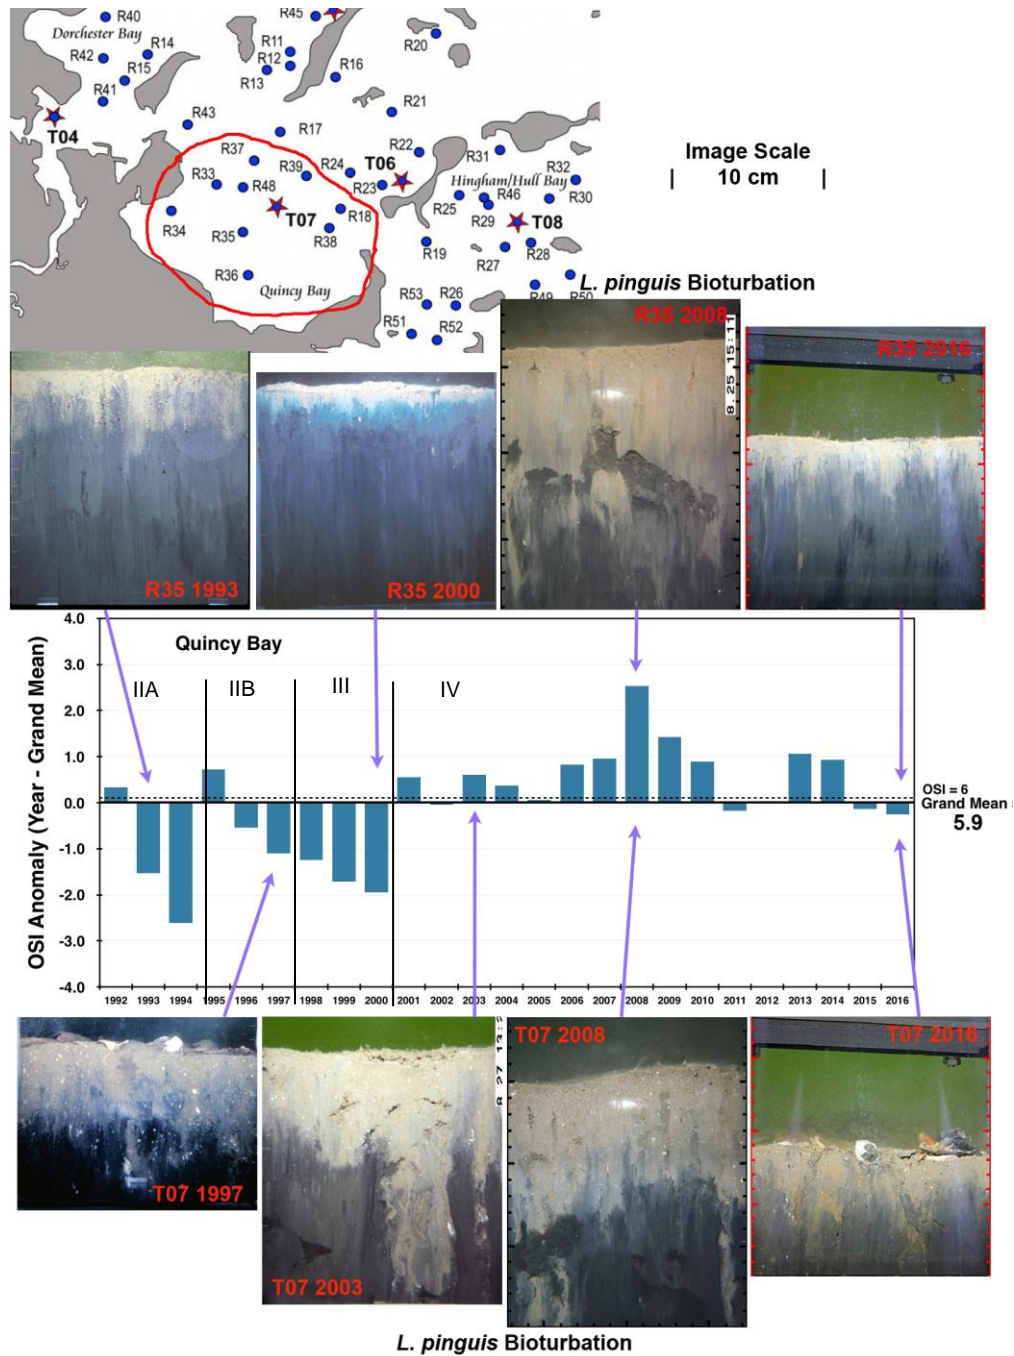 R40
R45
Dorchester Bay
R20
R14
R11
R42
R12
R15
R16
R13
R41
R21
R43
T04
R17
R22
R31
R37
R24
T06
R32
R39
R33
R23
Hingham/Hull Bay
R48
R46
R30
R25
R18
R29
T07
T08
R34
R35
R38
R19
R28
R27
R36
Quincy Bay
R49
R50
R53
R26
R51
R52
Image Scale
| 10 cm |
L. pinguis Bioturbation
R35 2008
8.25 15:11
R35 2016
R35 1993
R35 2000
OSI Anomaly (Year - Grand Mean)
4.0
3.0
2.0
1.0
0.0
-1.0
-2.0
-3.0
-4.0
Quincy Bay
IIA
IIB
III
IV
OSI = 6
Grand Mean
5.9
1992 1993 1994 1995 1996 1997 1998 1999 2000 2001 2002 2003 2004 2005 2006 2007 2008 2009 2010 2011 2012 2013 2014 2015 2016
T07 1997
T07 2003
T07 2008
T07 2016
L. pinguis Bioturbation